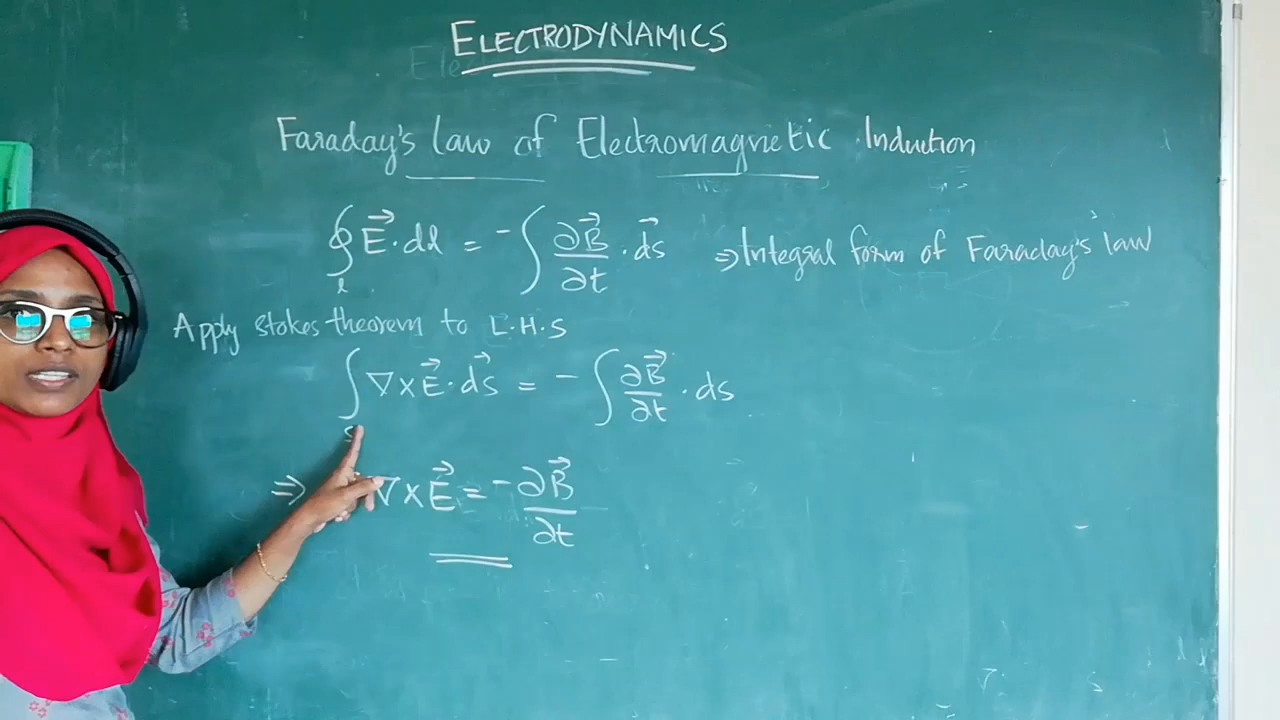 ELECTRODYNAMICS
Faraday's law of Electromagnetic Induction
∮ₗ E⃗·dl = -∫ ∂B⃗/∂t · ds⃗ ⇒ Integral form of Faraday's law
Apply stokes theorem to L.H.S
∫ₛ ∇×E⃗·ds⃗ = - ∫ ∂B⃗/∂t · ds
⇒ ∇×E⃗ = -∂B⃗/∂t